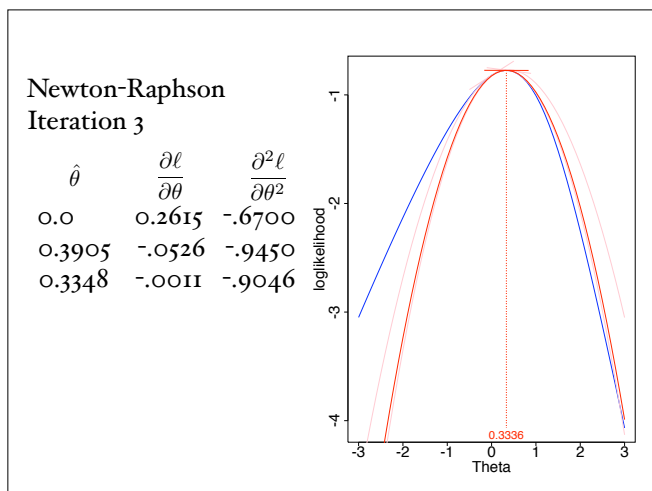 Newton-Raphson
Iteration 3
θ̂ ∂ℓ/∂θ ∂²ℓ/∂θ²
0.0 0.2615 -.6700
0.3905 -.0526 -.9450
0.3348 -.0011 -.9046
loglikelihood
-1
-2
-3
-4
0.3336
-3 -2 -1 0 1 2 3
Theta